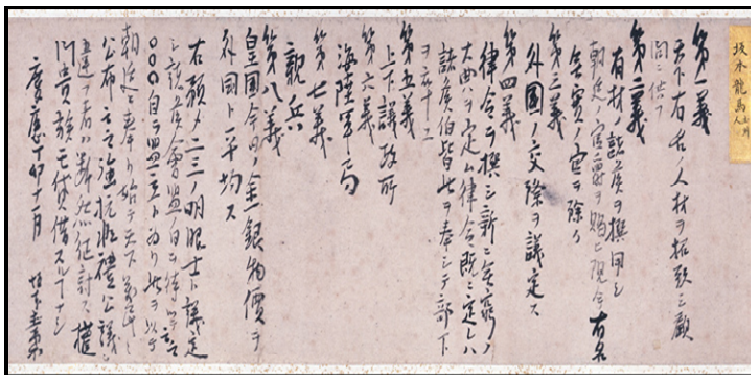 坂本龍馬
第一義
天下有名ノ人材ヲ招致シ顧
問ニ供フ
第二義
有材ノ諸侯ヲ撰用シ
朝廷ノ官爵ヲ賜ヒ現今有名
無実ノ官ヲ除ク
第三義
外国ノ交際ヲ議定ス
第四義
律令ヲ撰シ新ニ無窮ノ
大典ヲ定ム律令既ニ定レハ
諸侯伯皆此ヲ奉シテ部下
ヲ率ユ
第五義
上下議政所
第六義
海陸軍局
第七義
親兵
第八義
皇国今日ノ金銀物價ヲ
外国ト平均ス
右預メ二三ノ明眼士ト議定
シ諸侯會盟ノ日ヲ待ツテ云云
〇〇〇自ラ盟主ト為リ此ヲ以テ
朝廷ニ奉リ始テ天下萬民ニ
公布云云強抗非禮公議ニ
違フ者ハ断然征討ス權
門貴族モ貸借スルコトナシ
慶應丁卯十一月 坂本直柔